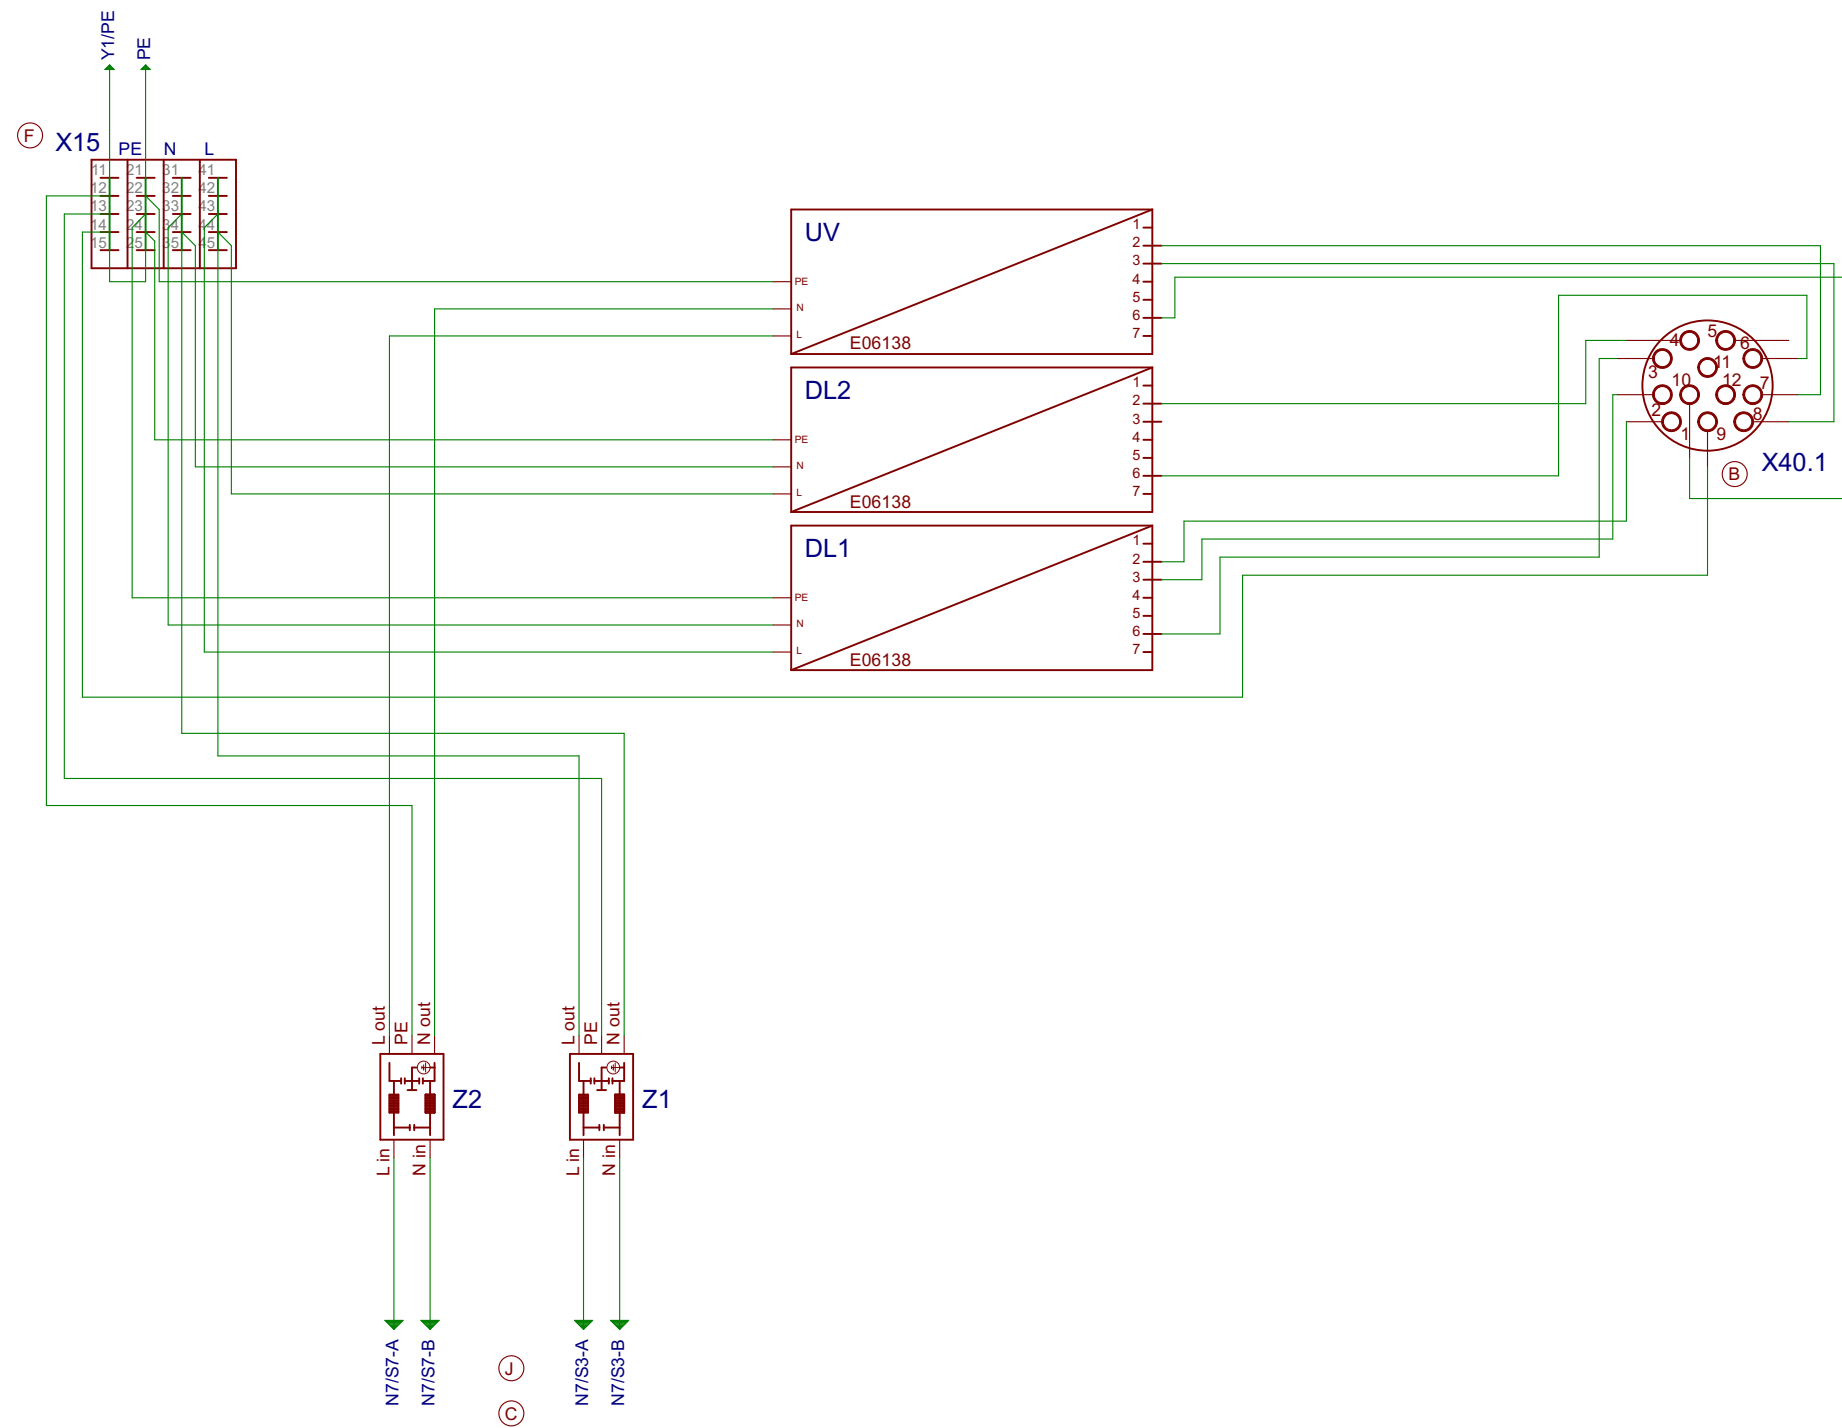 Y1/PE
PE
F
X15
PE N L
11 21 31 41
12 22 32 42
13 23 33 43
14 24 34 44
15 25 35 45
UV
PE
N
L
E06138
1
2
3
4
5
6
7
DL2
PE
N
L
E06138
1
2
3
4
5
6
7
DL1
PE
N
L
E06138
1
2
3
4
5
6
7
4 5 6
3 11
10 12 7
2 8
1 9
B X40.1
L out
PE
N out
Z2
L in
N in
L out
PE
N out
Z1
L in
N in
N7/S7-A
N7/S7-B
J
C
N7/S3-A
N7/S3-B